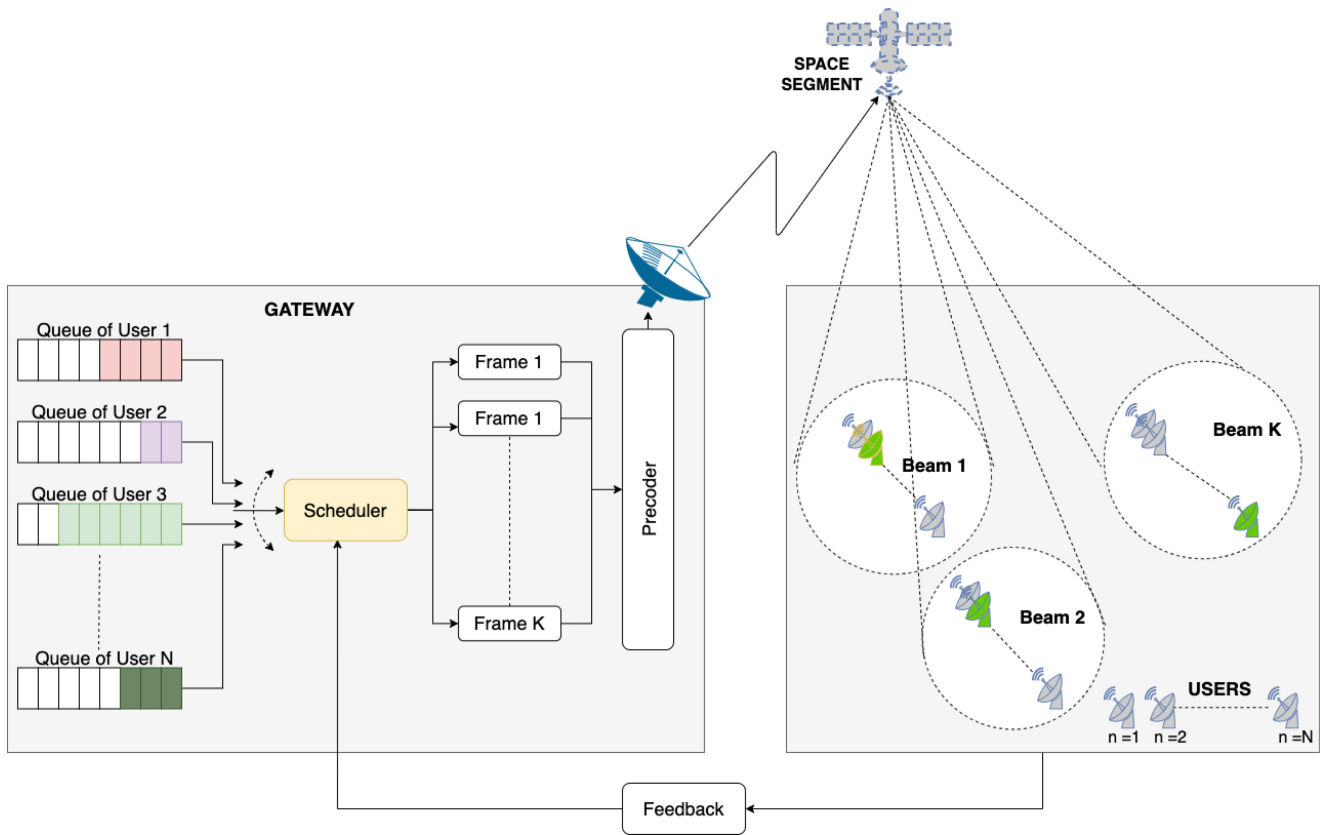 SPACE
SEGMENT
GATEWAY
Queue of User 1
Queue of User 2
Queue of User 3
Queue of User N
Scheduler
Frame 1
Frame 1
Frame K
Precoder
Beam 1
Beam 2
Beam K
USERS
n =1
n =2
n =N
Feedback